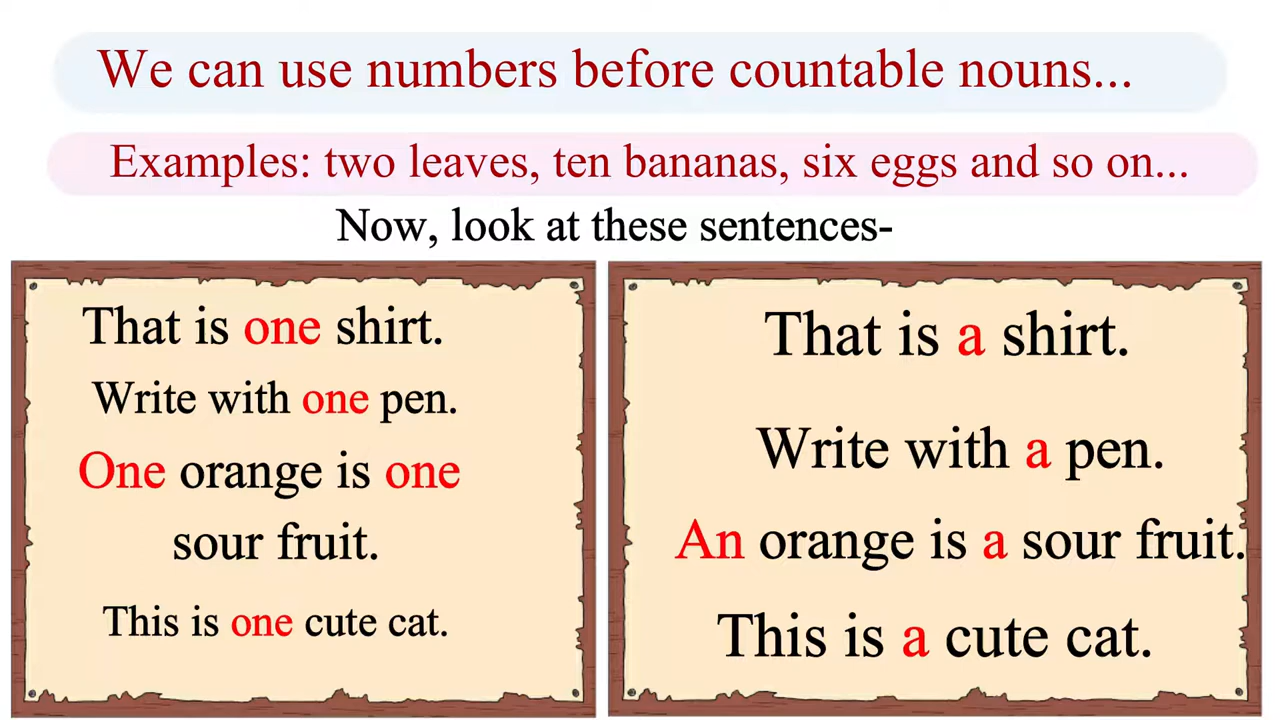 We can use numbers before countable nouns...
Examples: two leaves, ten bananas, six eggs and so on...
Now, look at these sentences-
That is one shirt.
Write with one pen.
One orange is one
sour fruit.
This is one cute cat.
That is a shirt.
Write with a pen.
An orange is a sour fruit.
This is a cute cat.